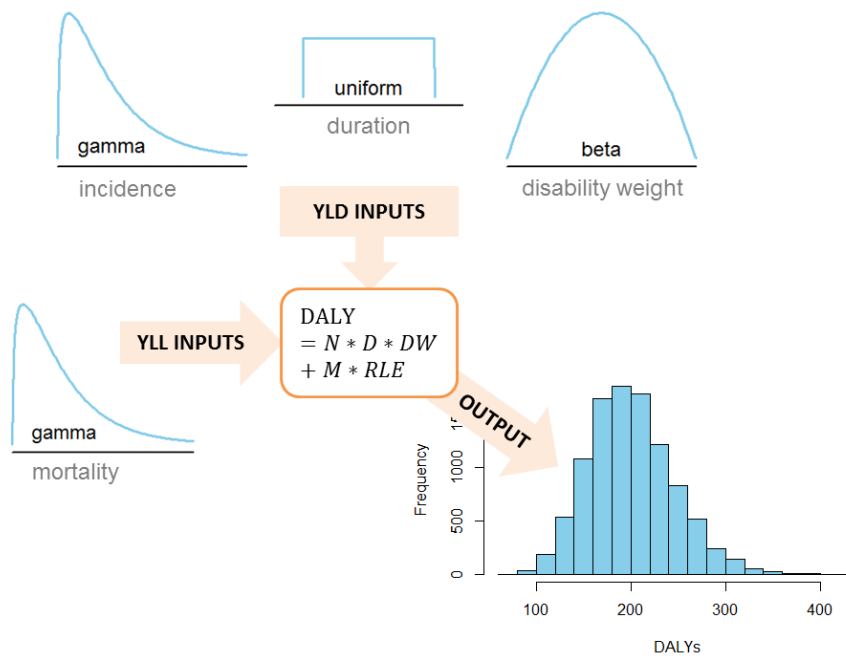 gamma
incidence
uniform
duration
beta
disability weight
YLD INPUTS
gamma
mortality
YLL INPUTS
DALY
= N * D * DW
+ M * RLE
OUTPUT
Frequency
1000
500
0
100 200 300 400
DALYs